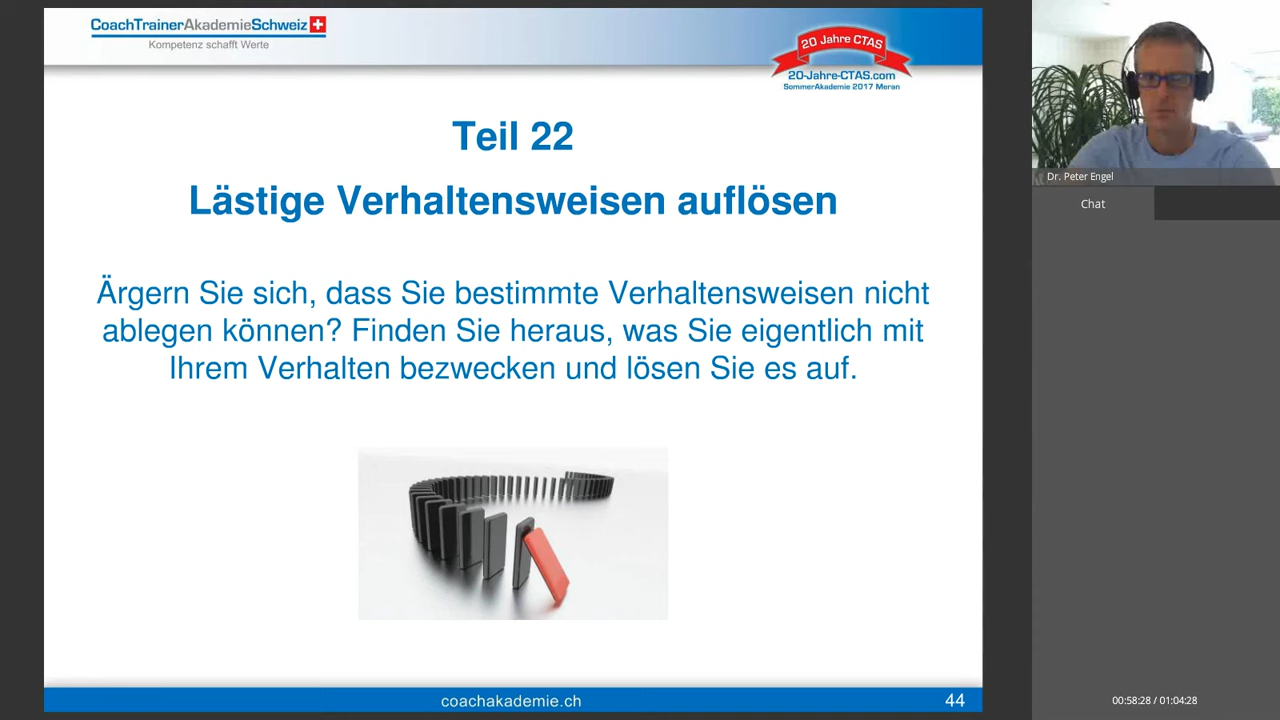 CoachTrainerAkademieSchweiz
Kompetenz schafft Werte
20 Jahre CTAS
20-Jahre-CTAS.com
SommerAkademie 2017 Meran
Teil 22
Lästige Verhaltensweisen auflösen
Ärgern Sie sich, dass Sie bestimmte Verhaltensweisen nicht
ablegen können? Finden Sie heraus, was Sie eigentlich mit
Ihrem Verhalten bezwecken und lösen Sie es auf.
coachakademie.ch
44
Dr. Peter Engel
Chat
00:58:28 / 01:04:28